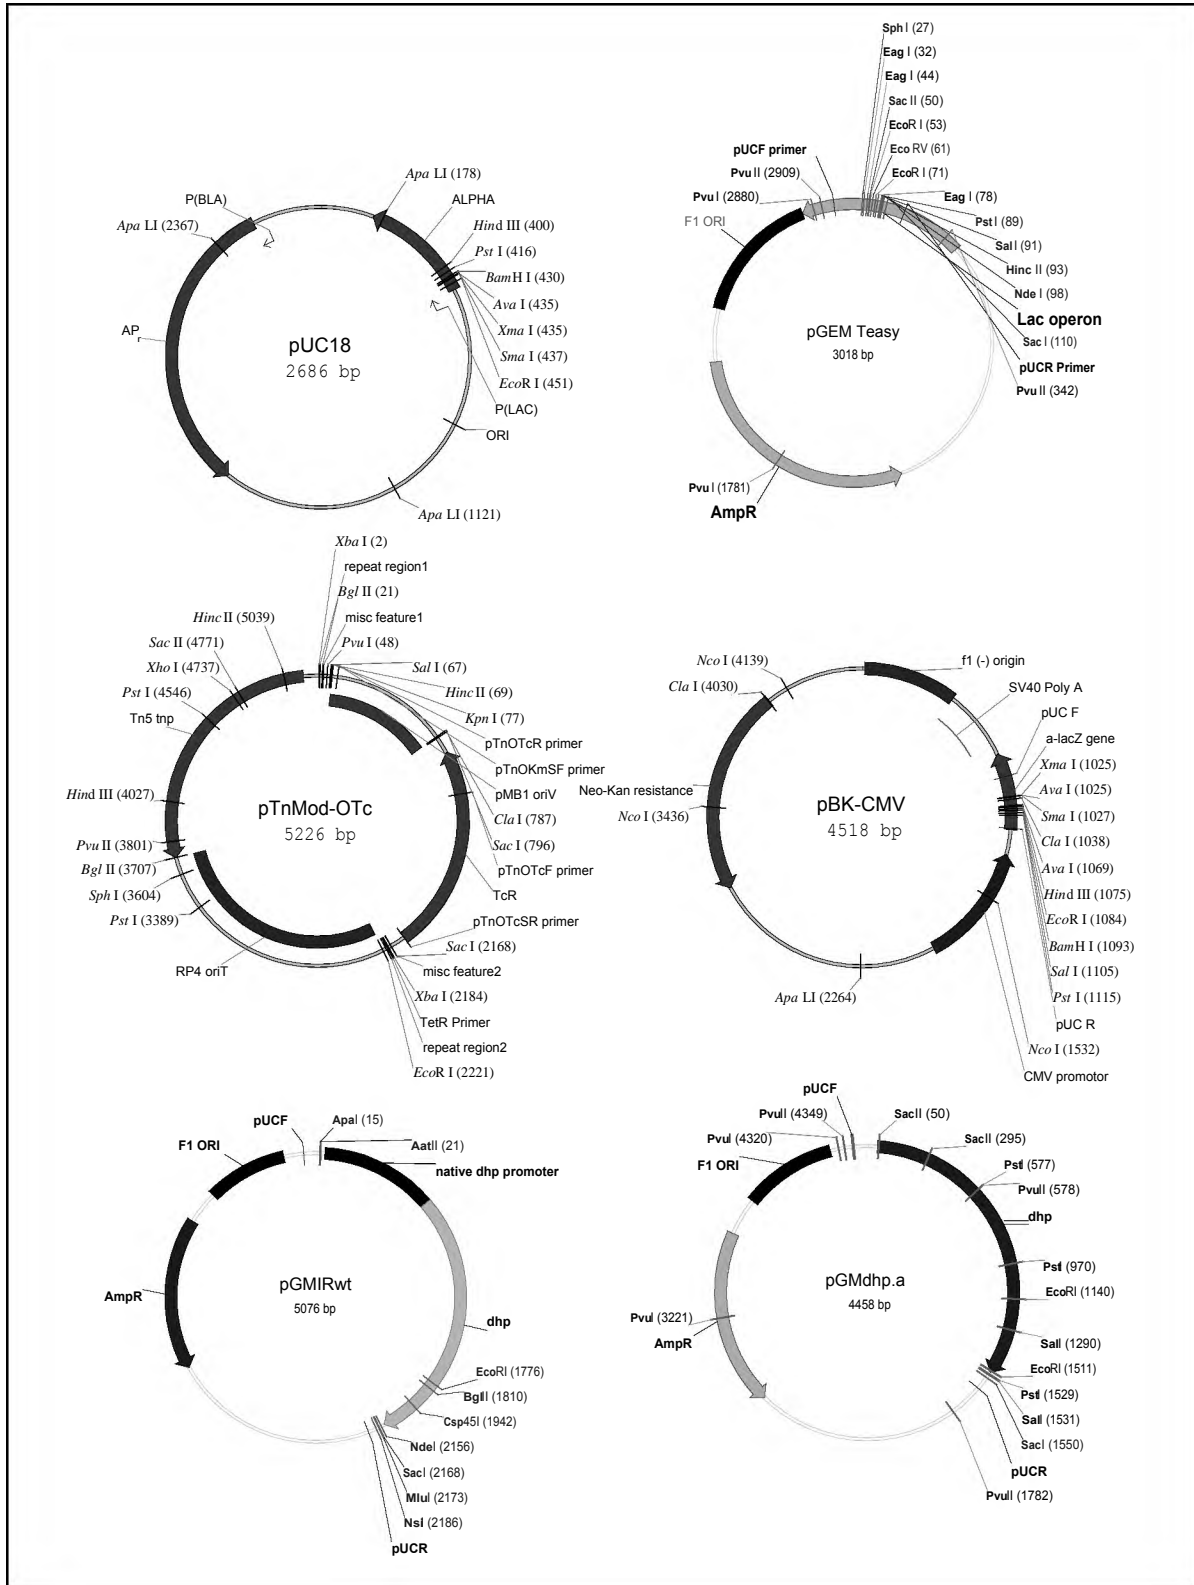 P(BLA)
Apa LI (2367)
Apa LI (178)
ALPHA
Hind III (400)
Pst I (416)
BamH I (430)
Ava I (435)
Xma I (435)
Sma I (437)
EcoR I (451)
P(LAC)
ORI
Apa LI (1121)
AP
r
pUC18
2686 bp
Sph I (27)
Eag I (32)
Eag I (44)
Sac II (50)
EcoR I (53)
Eco RV (61)
EcoR I (71)
Eag I (78)
Pst I (89)
Sal I (91)
Hinc II (93)
Nde I (98)
Lac operon
Sac I (110)
pUCR Primer
Pvu II (342)
pUCF primer
Pvu II (2909)
Pvu I (2880)
F1 ORI
pGEM Teasy
3018 bp
Pvu I (1781)
AmpR
Xba I (2)
repeat region1
Bgl II (21)
misc feature1
Pvu I (48)
Sal I (67)
Hinc II (69)
Kpn I (77)
pTnOTcR primer
pTnOKmSF primer
pMB1 oriV
Cla I (787)
Sac I (796)
pTnOTcF primer
TcR
pTnOTcSR primer
Sac I (2168)
misc feature2
Xba I (2184)
TetR Primer
repeat region2
EcoR I (2221)
Hinc II (5039)
Sac II (4771)
Xho I (4737)
Pst I (4546)
Tn5 tnp
Hind III (4027)
Pvu II (3801)
Bgl II (3707)
Sph I (3604)
Pst I (3389)
RP4 oriT
pTnMod-OTc
5226 bp
Nco I (4139)
Cla I (4030)
Neo-Kan resistance
Nco I (3436)
pBK-CMV
4518 bp
f1 (-) origin
SV40 Poly A
pUC F
a-lacZ gene
Xma I (1025)
Ava I (1025)
Sma I (1027)
Cla I (1038)
Ava I (1069)
Hind III (1075)
EcoR I (1084)
BamH I (1093)
Sal I (1105)
Pst I (1115)
pUC R
Nco I (1532)
CMV promotor
Apa LI (2264)
pUCF
ApaI (15)
AatII (21)
native dhp promoter
F1 ORI
AmpR
pGMIRwt
5076 bp
dhp
EcoRI (1776)
BglII (1810)
Csp45I (1942)
NdeI (2156)
SacI (2168)
MluI (2173)
NsiI (2186)
pUCR
pUCF
PvuII (4349)
PvuI (4320)
F1 ORI
SacII (50)
SacII (295)
PstI (577)
PvuII (578)
dhp
PstI (970)
EcoRI (1140)
SalI (1290)
EcoRI (1511)
PstI (1529)
SalI (1531)
SacI (1550)
pUCR
PvuII (1782)
pGMdhp.a
4458 bp
PvuI (3221)
AmpR